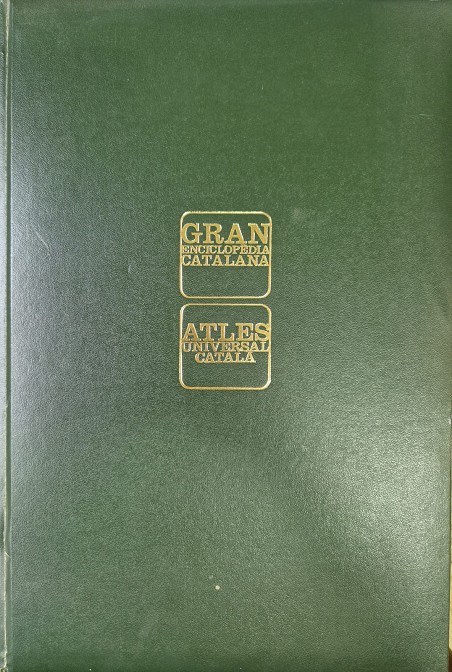 GRAN
ENCICLOPÈDIA
CATALANA
ATLES
UNIVERSAL
CATALÀ